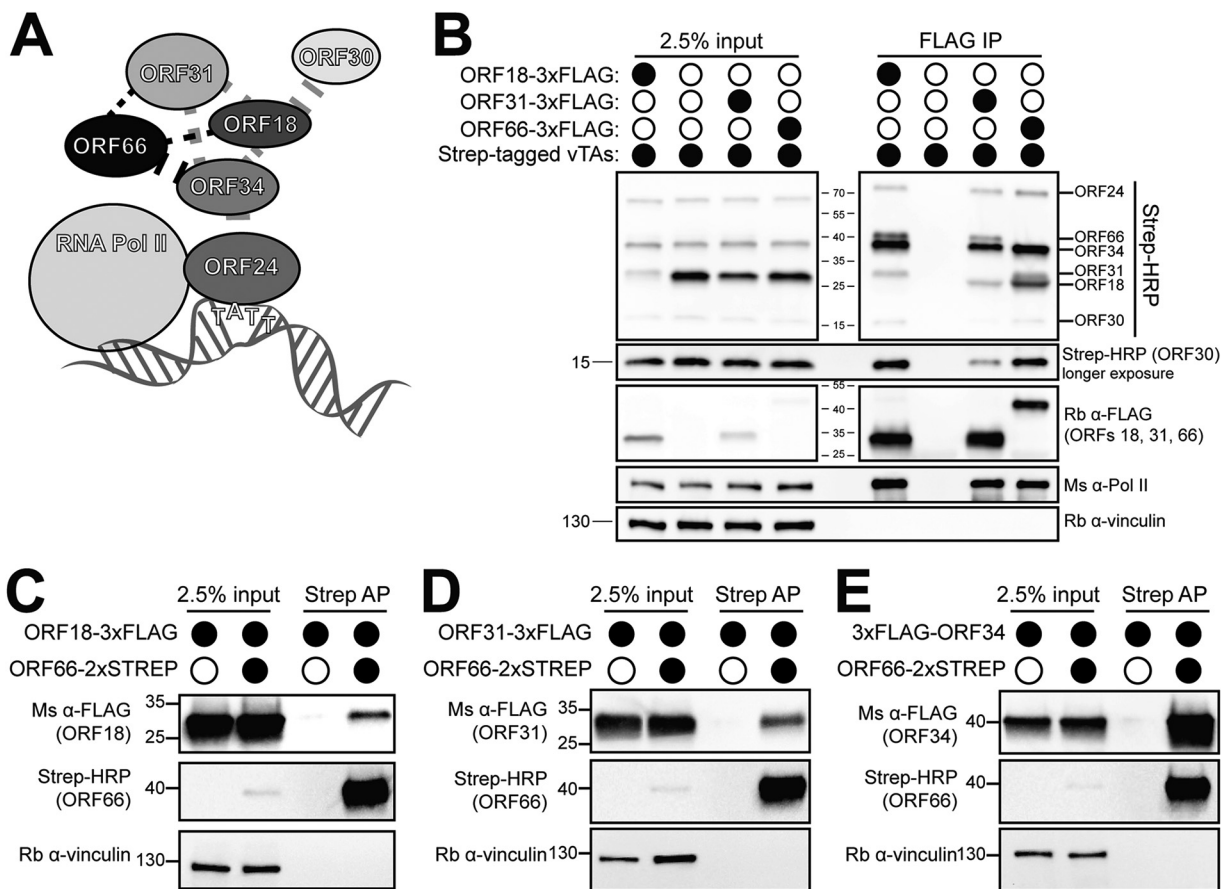 A
ORF31
ORF30
ORF18
ORF66
ORF34
RNA Pol II
ORF24
TATT
B
2.5% input
FLAG IP
ORF18-3xFLAG:
ORF31-3xFLAG:
ORF66-3xFLAG:
Strep-tagged vTAs:
70
55
40
35
25
15
ORF24
ORF66
ORF34
ORF31
ORF18
ORF30
Strep-HRP
15
Strep-HRP (ORF30)
longer exposure
55
40
35
25
Rb α-FLAG
(ORFs 18, 31, 66)
Ms α-Pol II
130
Rb α-vinculin
C
2.5% input
Strep AP
ORF18-3xFLAG
ORF66-2xSTREP
Ms α-FLAG
(ORF18)
35
25
Strep-HRP
(ORF66)
40
Rb α-vinculin
130
D
2.5% input
Strep AP
ORF31-3xFLAG
ORF66-2xSTREP
Ms α-FLAG
(ORF31)
35
25
Strep-HRP
(ORF66)
40
Rb α-vinculin
130
E
2.5% input
Strep AP
3xFLAG-ORF34
ORF66-2xSTREP
Ms α-FLAG
(ORF34)
40
Strep-HRP
(ORF66)
40
Rb α-vinculin
130